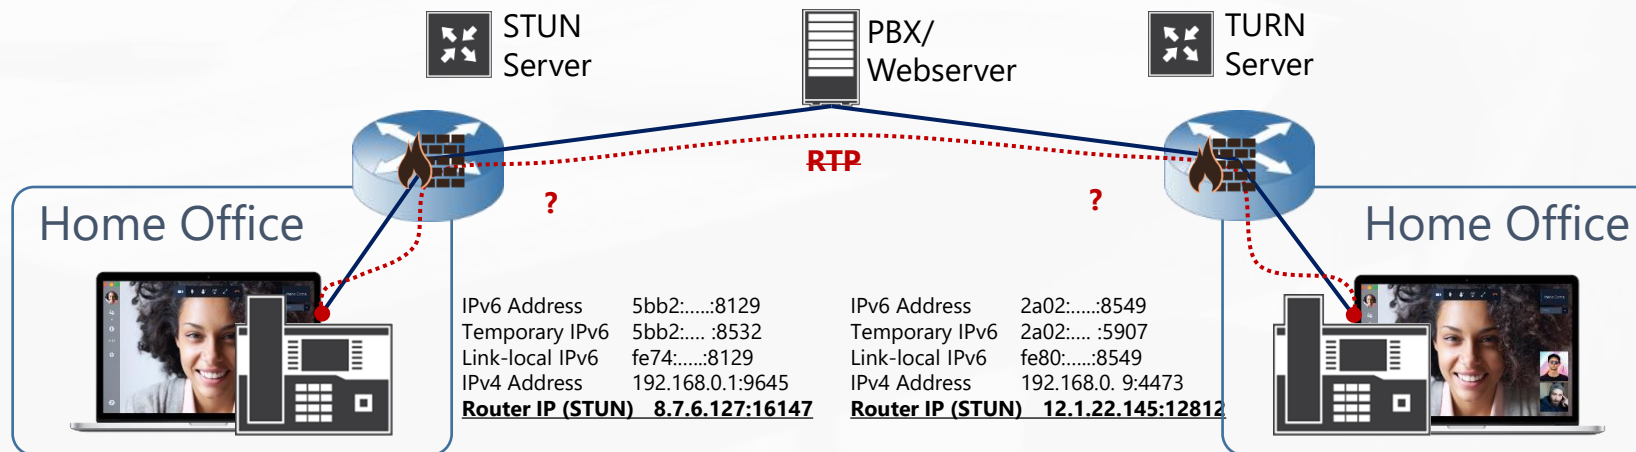 STUN
Server
PBX/
Webserver
TURN
Server
RTP
?
?
Home Office
Home Office
IPv6 Address 5bb2:.....:8129
Temporary IPv6 5bb2:.... :8532
Link-local IPv6 fe74:.....:8129
IPv4 Address 192.168.0.1:9645
Router IP (STUN) 8.7.6.127:16147
IPv6 Address 2a02:.....:8549
Temporary IPv6 2a02:.... :5907
Link-local IPv6 fe80:.....:8549
IPv4 Address 192.168.0. 9:4473
Router IP (STUN) 12.1.22.145:12812